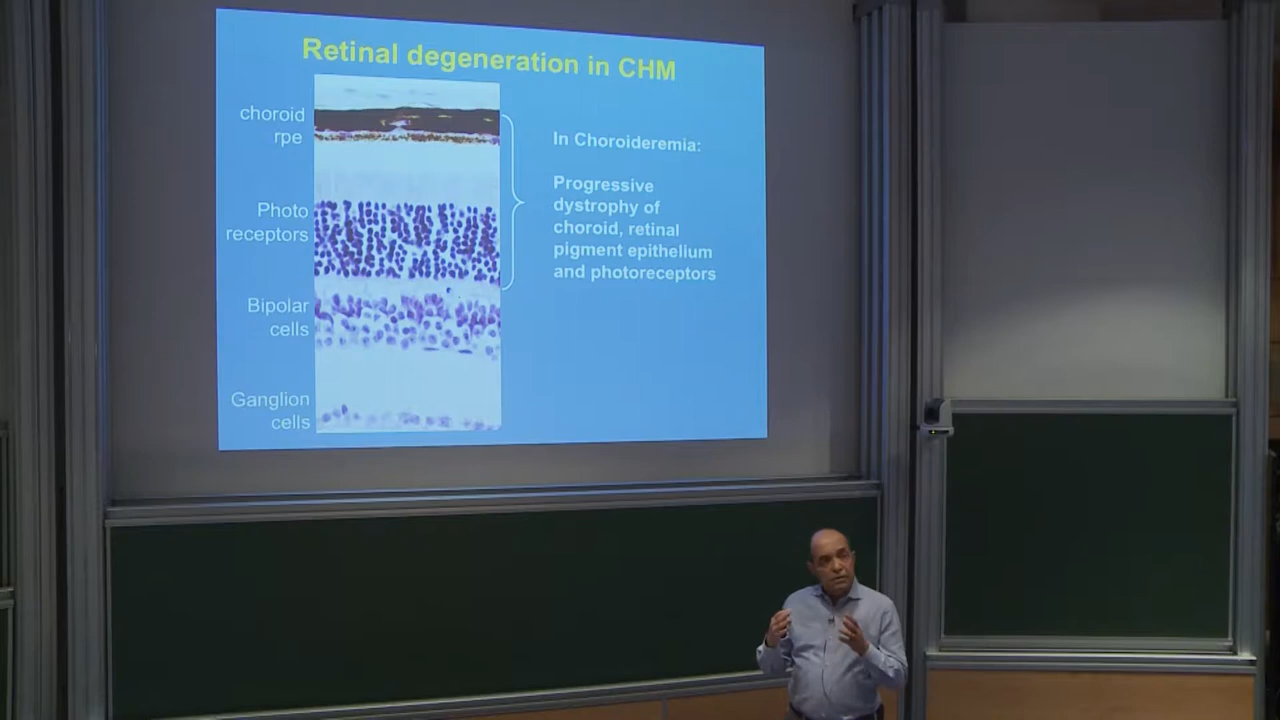 Retinal degeneration in CHM
choroid
rpe
Photo
receptors
Bipolar
cells
Ganglion
cells
In Choroideremia:
Progressive
dystrophy of
choroid, retinal
pigment epithelium
and photoreceptors